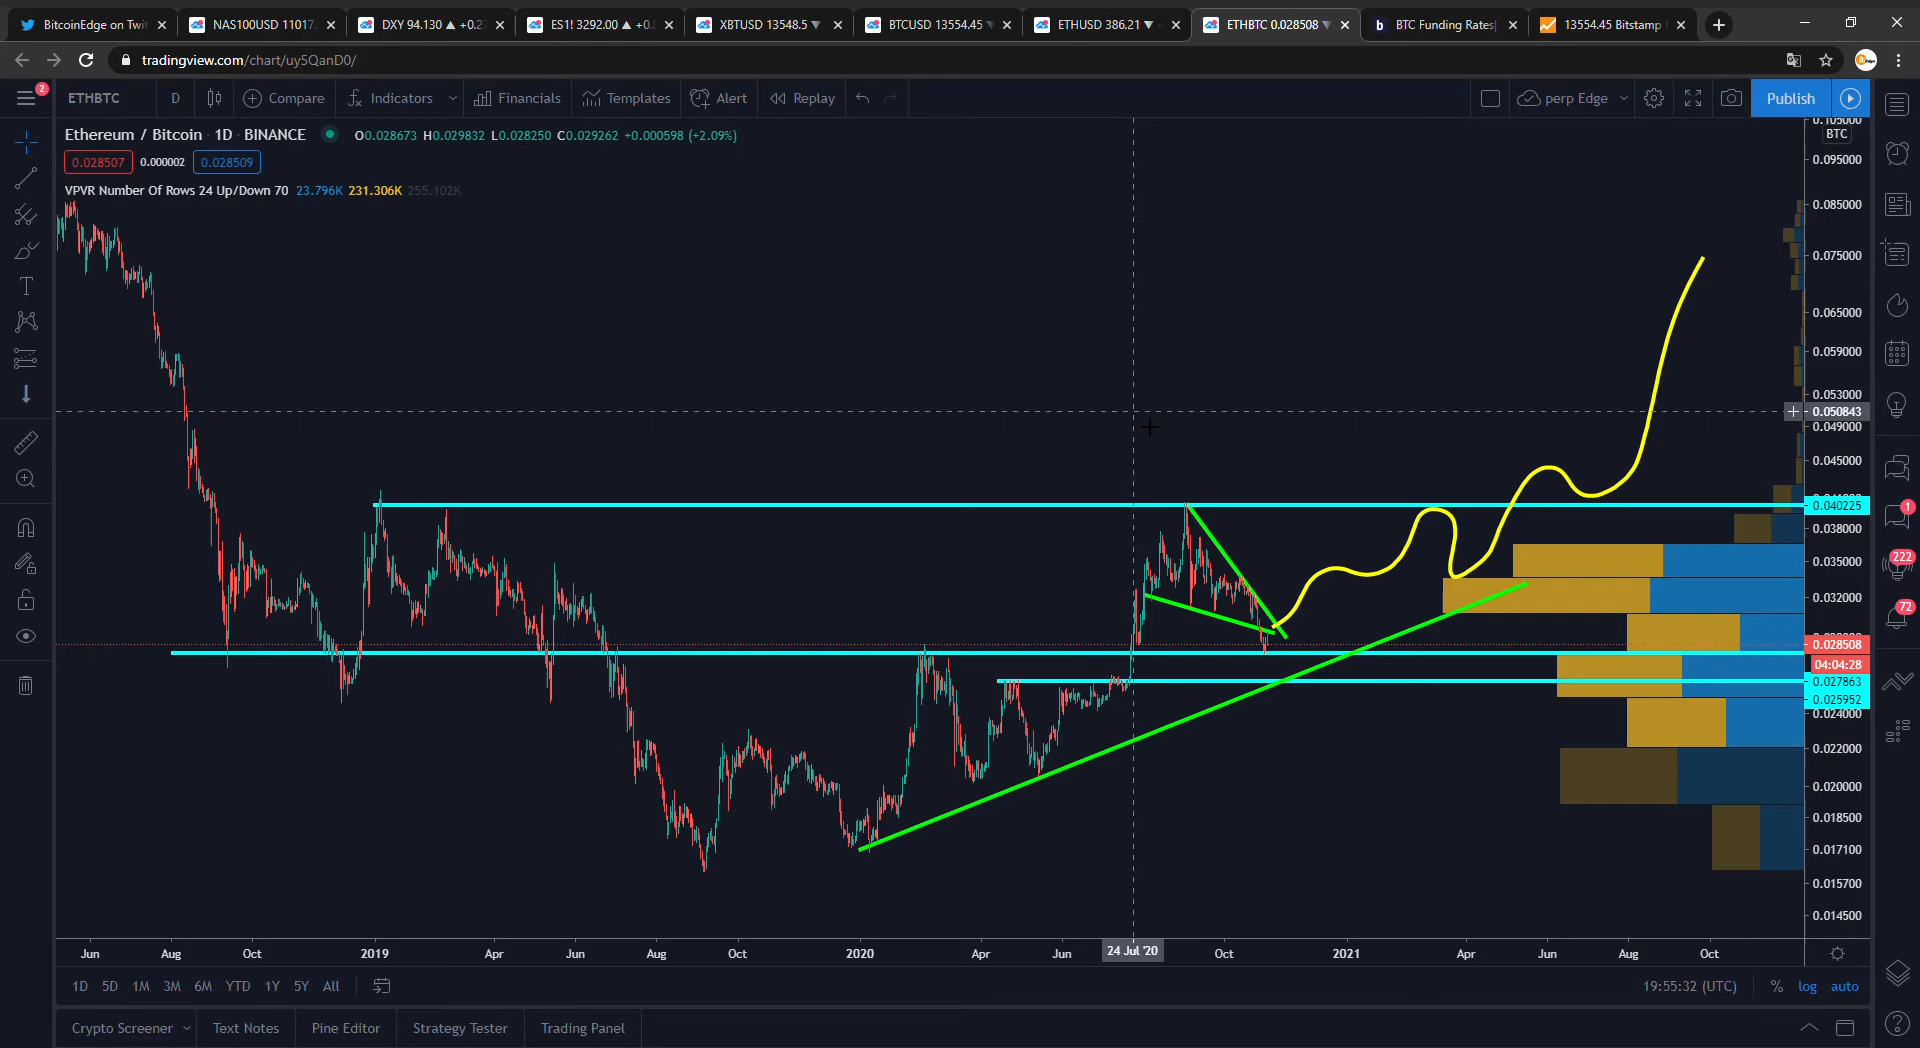 BitcoinEdge on Twit
NAS100USD 11017.
DXY 94.130 ▲ +0.2
ES1! 3292.00 ▲ +0.
XBTUSD 13548.5 ▼
BTCUSD 13554.45 ▼
ETHUSD 386.21 ▼
ETHBTC 0.028508 ▼
BTC Funding Rates|
13554.45 Bitstamp
tradingview.com/chart/uy5QanD0/
2
ETHBTC D Compare Indicators Financials Templates Alert Replay perp Edge Publish
Ethereum / Bitcoin · 1D · BINANCE O0.028673 H0.029832 L0.028250 C0.029262 +0.000598 (+2.09%)
0.028507 0.000002 0.028509
VPVR Number Of Rows 24 Up/Down 70 23.796K 231.306K 255.102K
0.105000
BTC
0.095000
0.085000
0.075000
0.065000
0.059000
0.053000
0.050843
0.049000
0.045000
0.040225
0.038000
0.035000
0.032000
0.028508
04:04:28
0.027863
0.025952
0.024000
0.022000
0.020000
0.018500
0.017100
0.015700
0.014500
1
222
72
Jun Aug Oct 2019 Apr Jun Aug Oct 2020 Apr Jun 24 Jul '20 Oct 2021 Apr Jun Aug Oct
1D 5D 1M 3M 6M YTD 1Y 5Y All 19:55:32 (UTC) % log auto
Crypto Screener Text Notes Pine Editor Strategy Tester Trading Panel